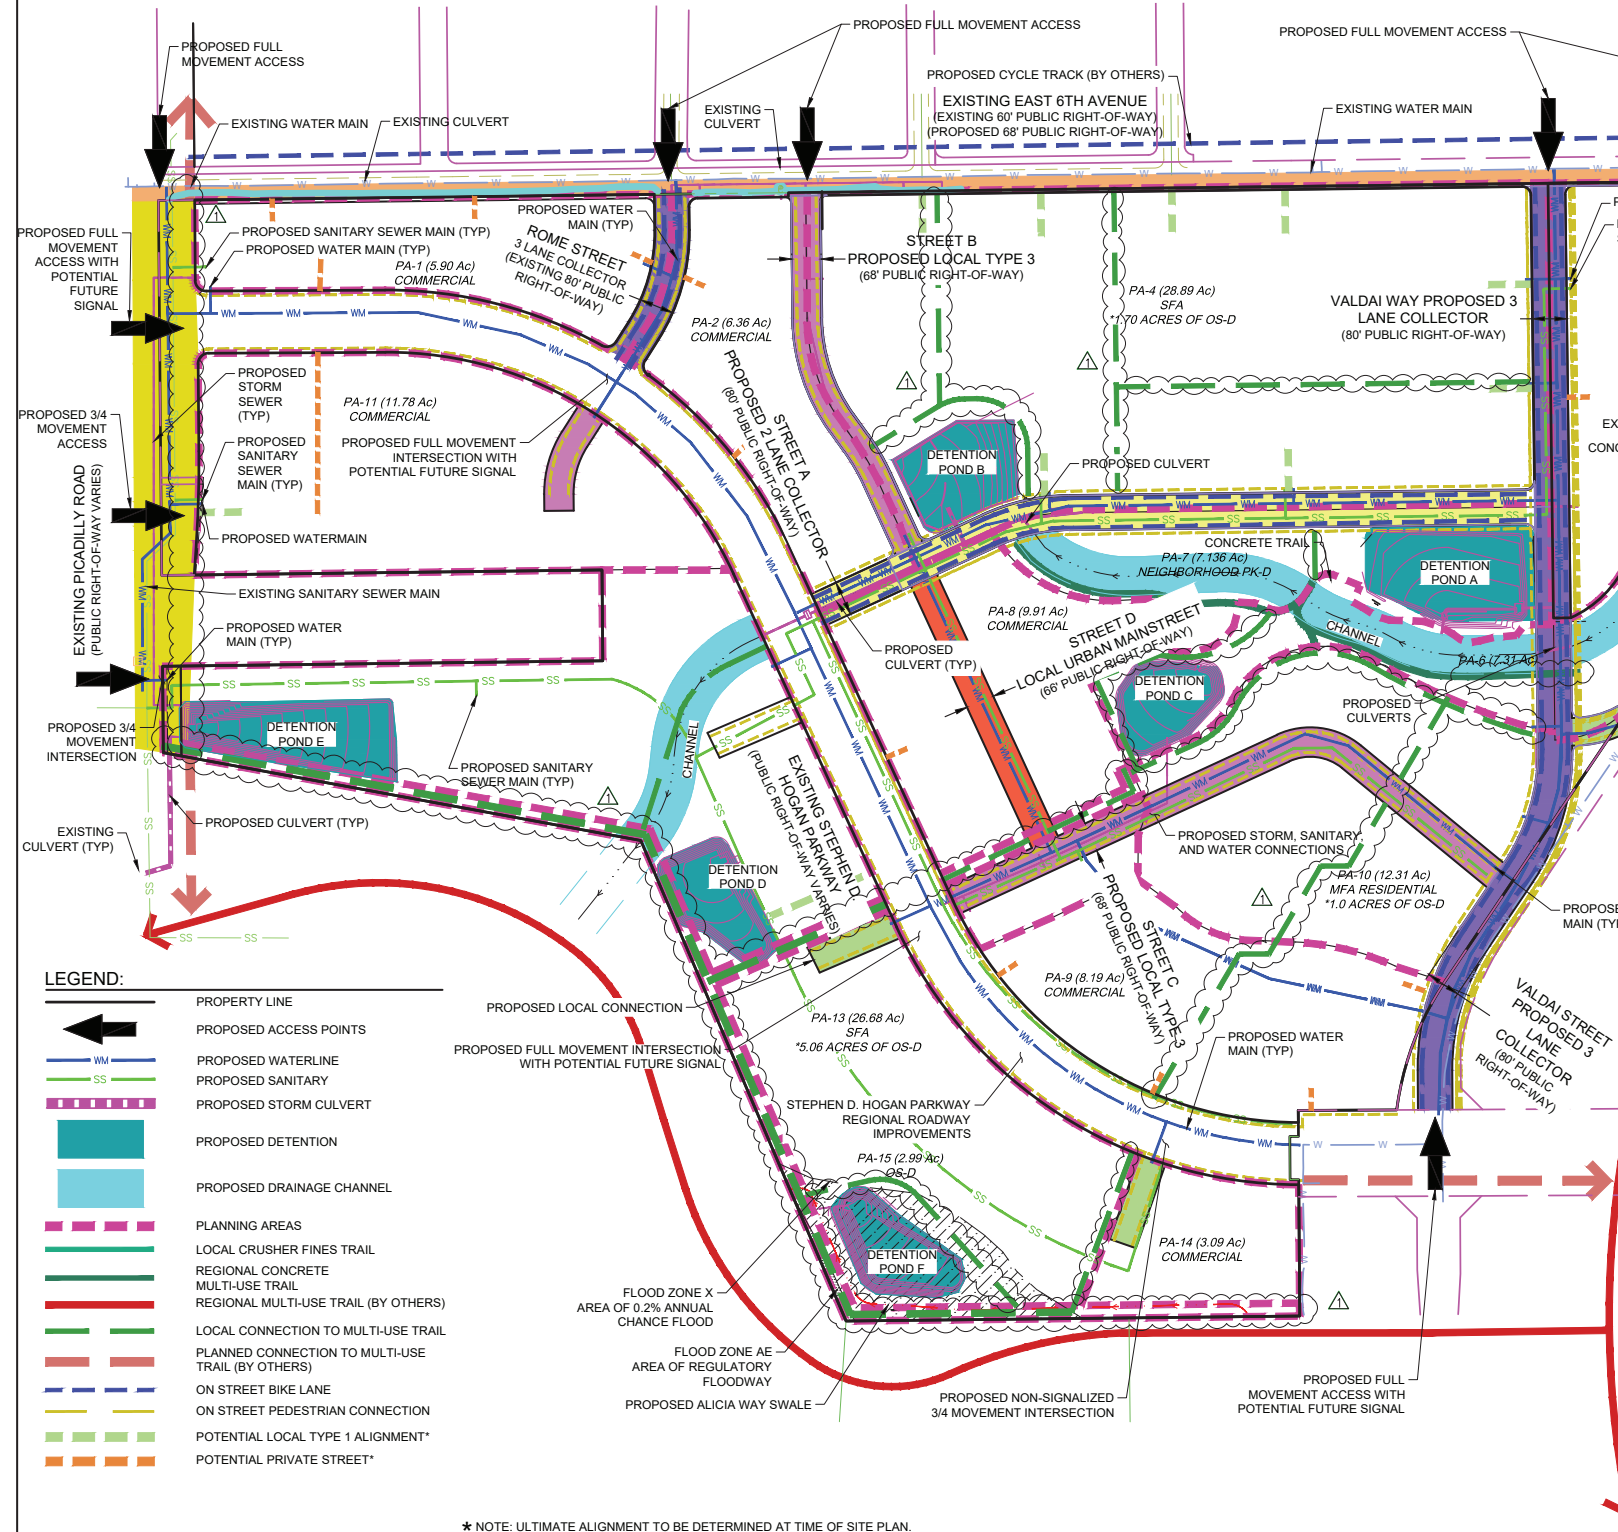 PROPOSED FULL
MOVEMENT ACCESS
PROPOSED FULL MOVEMENT ACCESS
PROPOSED FULL MOVEMENT ACCESS
PROPOSED CYCLE TRACK (BY OTHERS)
EXISTING EAST 6TH AVENUE
(EXISTING 60' PUBLIC RIGHT-OF-WAY)
(PROPOSED 68' PUBLIC RIGHT-OF-WAY)
EXISTING WATER MAIN
EXISTING CULVERT
EXISTING
CULVERT
EXISTING WATER MAIN
PROPOSED FULL
MOVEMENT
ACCESS WITH
POTENTIAL
FUTURE
SIGNAL
1
PROPOSED SANITARY SEWER MAIN (TYP)
PROPOSED WATER MAIN (TYP)
PA-1 (5.90 Ac)
COMMERCIAL
PROPOSED WATER
MAIN (TYP)
ROME STREET
3 LANE COLLECTOR
(EXISTING 80' PUBLIC
RIGHT-OF-WAY)
PA-2 (6.36 Ac)
COMMERCIAL
STREET B
PROPOSED LOCAL TYPE 3
(68' PUBLIC RIGHT-OF-WAY)
PA-4 (28.89 Ac)
SFA
*1.70 ACRES OF OS-D
VALDAI WAY PROPOSED 3
LANE COLLECTOR
(80' PUBLIC RIGHT-OF-WAY)
1
1
PROPOSED
STORM
SEWER
(TYP)
PROPOSED 3/4
MOVEMENT
ACCESS
PROPOSED
SANITARY
SEWER
MAIN (TYP)
PA-11 (11.78 Ac)
COMMERCIAL
PROPOSED FULL MOVEMENT
INTERSECTION WITH
POTENTIAL FUTURE SIGNAL
STREET A
PROPOSED 2 LANE COLLECTOR
(80' PUBLIC RIGHT-OF-WAY)
DETENTION
POND B
PROPOSED CULVERT
EXISTING PICADILLY ROAD
(PUBLIC RIGHT-OF-WAY VARIES)
PROPOSED WATERMAIN
EXISTING SANITARY SEWER MAIN
PROPOSED WATER
MAIN (TYP)
CONCRETE TRAIL
PA-7 (7.136 Ac)
NEIGHBORHOOD PK-D
DETENTION
POND A
PA-8 (9.91 Ac)
COMMERCIAL
STREET D
LOCAL URBAN MAINSTREET
(66' PUBLIC RIGHT-OF-WAY)
CHANNEL
PA-6 (7.31 Ac)
PROPOSED
CULVERT (TYP)
DETENTION
POND C
PROPOSED
CULVERTS
PROPOSED 3/4
MOVEMENT
INTERSECTION
DETENTION
POND E
PROPOSED SANITARY
SEWER MAIN (TYP)
CHANNEL
EXISTING STEPHEN D.
HOGAN PARKWAY
(PUBLIC RIGHT-OF-WAY VARRIES)
1
PROPOSED CULVERT (TYP)
EXISTING
CULVERT (TYP)
DETENTION
POND D
PROPOSED STORM, SANITARY
AND WATER CONNECTIONS
PA-10 (12.31 Ac)
MFA RESIDENTIAL
*1.0 ACRES OF OS-D
1
STREET C
PROPOSED LOCAL TYPE 3
(68' PUBLIC RIGHT-OF-WAY)
PA-9 (8.19 Ac)
COMMERCIAL
VALDAI STREET
PROPOSED 3
LANE
COLLECTOR
(80' PUBLIC
RIGHT-OF-WAY)
PROPOSED LOCAL CONNECTION
PROPOSED FULL MOVEMENT INTERSECTION
WITH POTENTIAL FUTURE SIGNAL
PA-13 (26.68 Ac)
SFA
*5.06 ACRES OF OS-D
PROPOSED WATER
MAIN (TYP)
STEPHEN D. HOGAN PARKWAY
REGIONAL ROADWAY
IMPROVEMENTS
PA-15 (2.99 Ac)
OS-D
DETENTION
POND F
PA-14 (3.09 Ac)
COMMERCIAL
1
FLOOD ZONE X
AREA OF 0.2% ANNUAL
CHANCE FLOOD
FLOOD ZONE AE
AREA OF REGULATORY
FLOODWAY
PROPOSED ALICIA WAY SWALE
PROPOSED NON-SIGNALIZED
3/4 MOVEMENT INTERSECTION
PROPOSED FULL
MOVEMENT ACCESS WITH
POTENTIAL FUTURE SIGNAL
LEGEND:
PROPERTY LINE
PROPOSED ACCESS POINTS
WM PROPOSED WATERLINE
SS PROPOSED SANITARY
PROPOSED STORM CULVERT
PROPOSED DETENTION
PROPOSED DRAINAGE CHANNEL
PLANNING AREAS
LOCAL CRUSHER FINES TRAIL
REGIONAL CONCRETE
MULTI-USE TRAIL
REGIONAL MULTI-USE TRAIL (BY OTHERS)
LOCAL CONNECTION TO MULTI-USE TRAIL
PLANNED CONNECTION TO MULTI-USE
TRAIL (BY OTHERS)
ON STREET BIKE LANE
ON STREET PEDESTRIAN CONNECTION
POTENTIAL LOCAL TYPE 1 ALIGNMENT*
POTENTIAL PRIVATE STREET*
* NOTE: ULTIMATE ALIGNMENT TO BE DETERMINED AT TIME OF SITE PLAN.